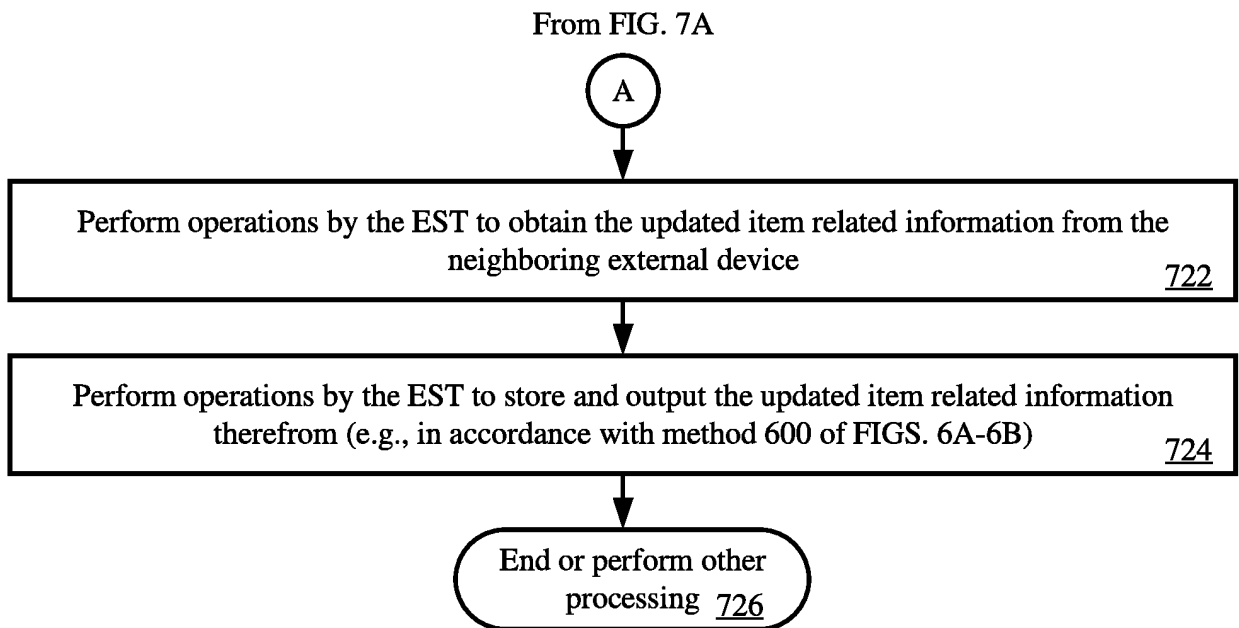 From FIG. 7A
A
Perform operations by the EST to obtain the updated item related information from the
neighboring external device
722
Perform operations by the EST to store and output the updated item related information
therefrom (e.g., in accordance with method 600 of FIGS. 6A-6B)
724
End or perform other
processing 726